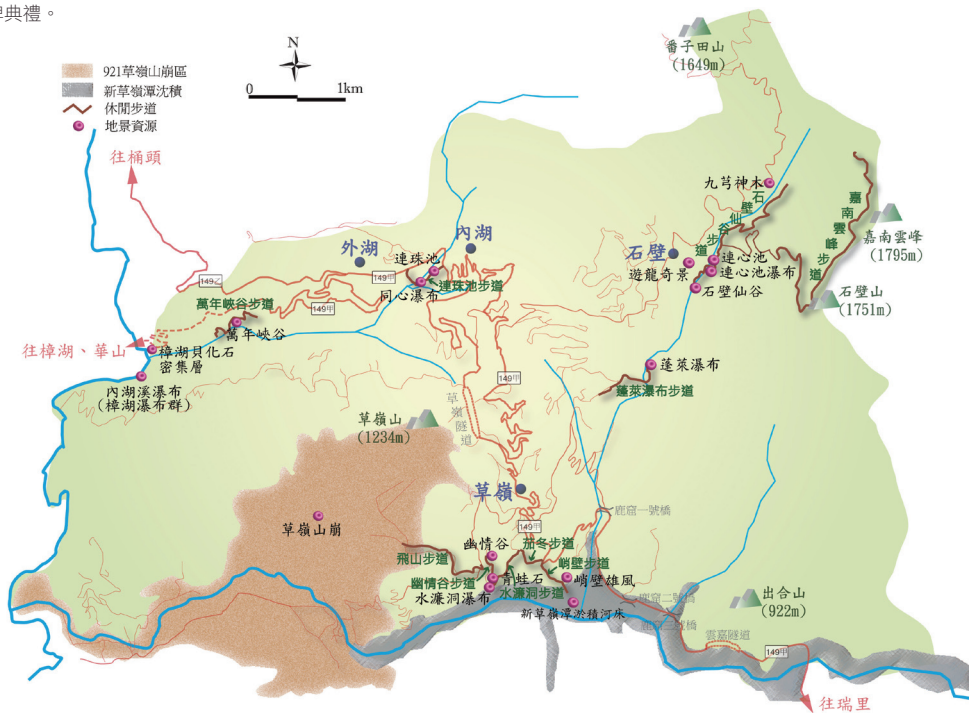 典禮。
N
0 1km
921草嶺山崩區
新草嶺潭沈積
休閒步道
地景資源
番子田山
(1649m)
往桶頭
九芎神木
石壁仙谷步道
嘉南雲峰步道
嘉南雲峰
(1795m)
石壁山
(1751m)
外湖
內湖
石壁
遊龍奇景
連心池
連心池瀑布
石壁仙谷
連珠池
連珠池步道
同心瀑布
149乙
149甲
149甲
萬年峽谷步道
萬年峽谷
往樟湖、華山
樟湖貝化石
密集層
內湖溪瀑布
(樟湖瀑布群)
蓬萊瀑布
蓬萊瀑布步道
149甲
草嶺隧道
草嶺山
(1234m)
草嶺
149甲
鹿窟一號橋
草嶺山崩
幽情谷
茄冬步道
飛山步道
峭壁步道
幽情谷步道
青蛙石
峭壁雄風
水濂洞瀑布
水濂洞步道
新草嶺潭淤積河床
鹿窟二號橋
鹿窟三號橋
出合山
(922m)
雲嘉隧道
149甲
往瑞里